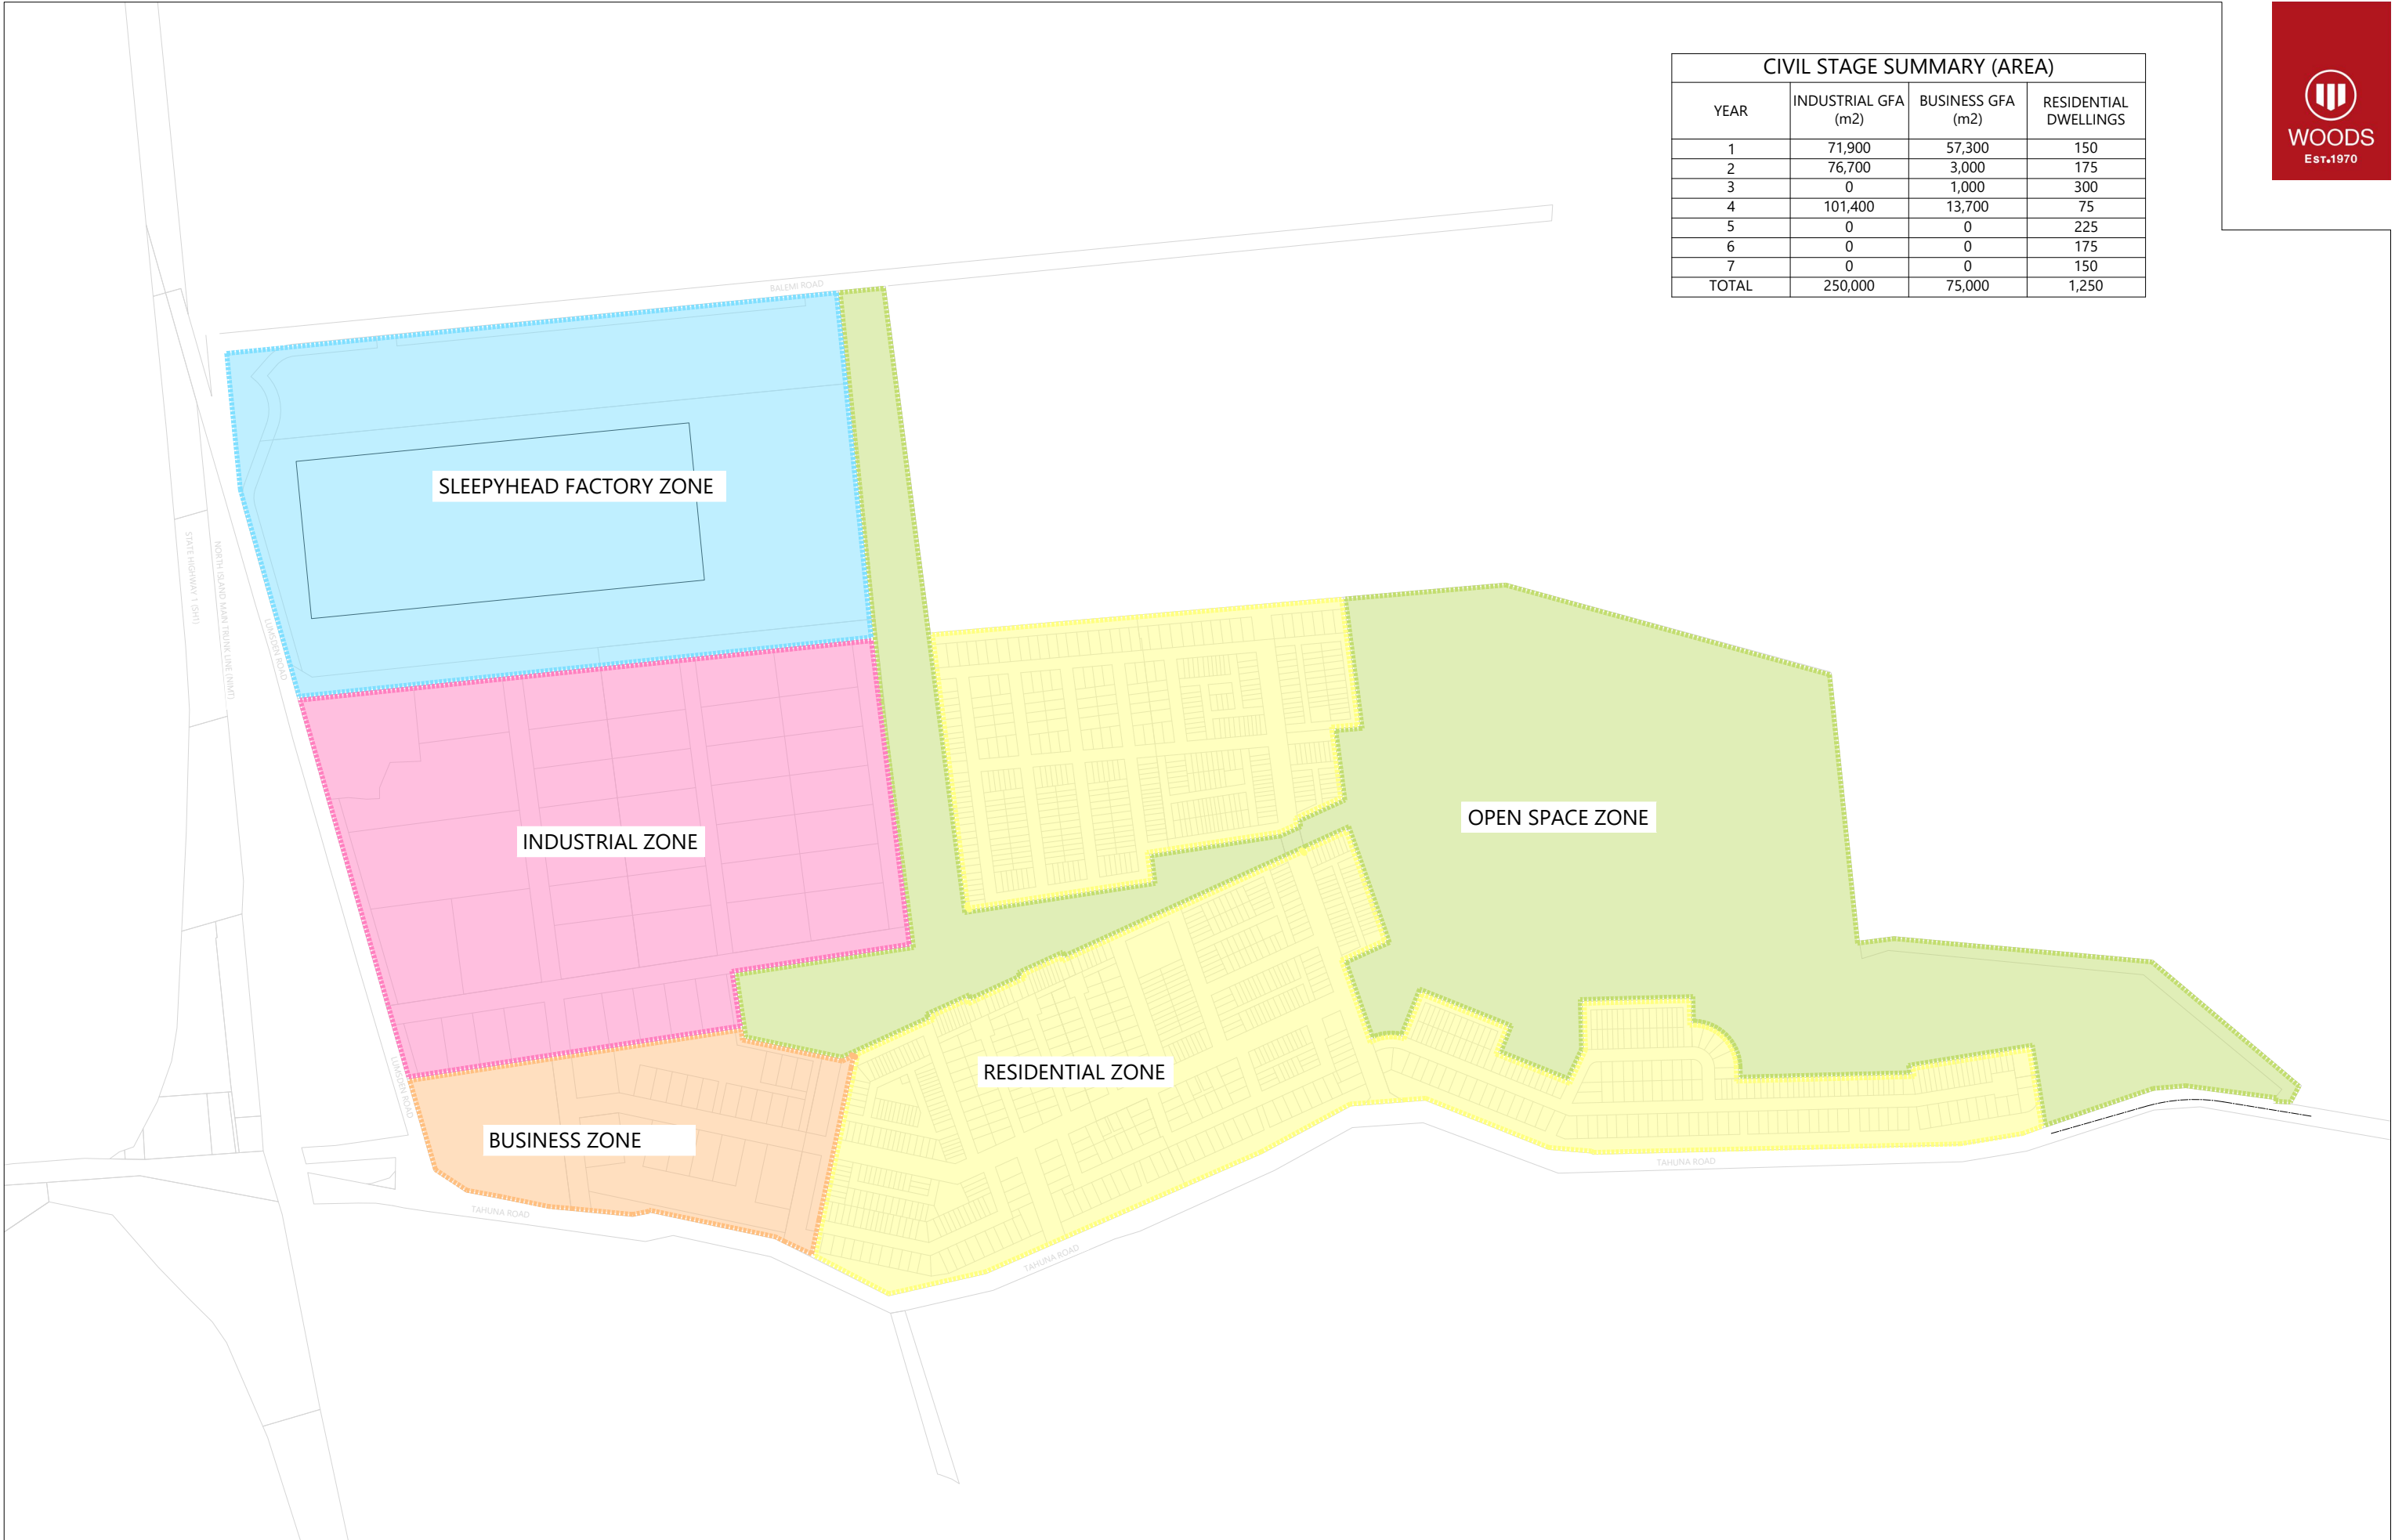 CIVIL STAGE SUMMARY (AREA)
YEAR INDUSTRIAL GFA (m2) BUSINESS GFA (m2) RESIDENTIAL DWELLINGS
1 71,900 57,300 150
2 76,700 3,000 175
3 0 1,000 300
4 101,400 13,700 75
5 0 0 225
6 0 0 175
7 0 0 150
TOTAL 250,000 75,000 1,250
WOODS
EST.1970
BALEMI ROAD
SLEEPYHEAD FACTORY ZONE
STATE HIGHWAY 1 (SH1)
NORTH ISLAND MAIN TRUNK LINE (NIMT)
LUMSDEN ROAD
INDUSTRIAL ZONE
OPEN SPACE ZONE
RESIDENTIAL ZONE
LUMSDEN ROAD
BUSINESS ZONE
TAHUNA ROAD
TAHUNA ROAD
TAHUNA ROAD